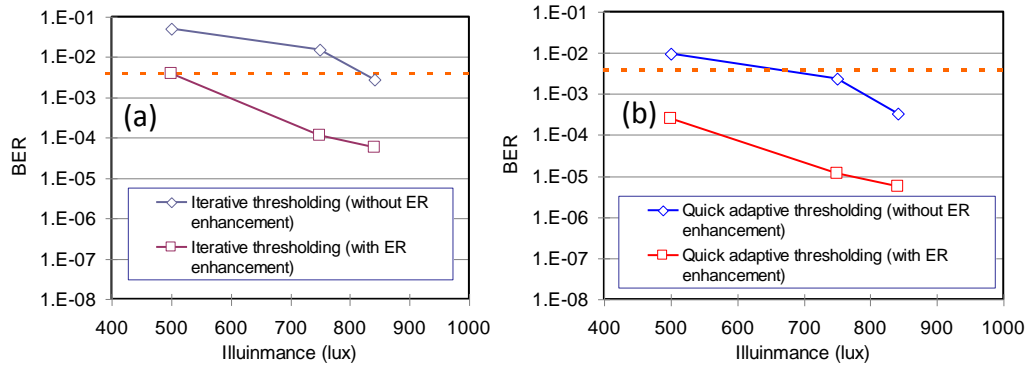 1.E-01
1.E-02
1.E-03
1.E-04
1.E-05
1.E-06
1.E-07
1.E-08
BER
(a)
Iterative thresholding (without ER
enhancement)
Iterative thresholding (with ER
enhancement)
400 500 600 700 800 900 1000
Illuinmance (lux)
1.E-01
1.E-02
1.E-03
1.E-04
1.E-05
1.E-06
1.E-07
1.E-08
BER
(b)
Quick adaptive thresholding (without ER
enhancement)
Quick adaptive thresholding (with ER
enhancement)
400 500 600 700 800 900 1000
Illuinmance (lux)